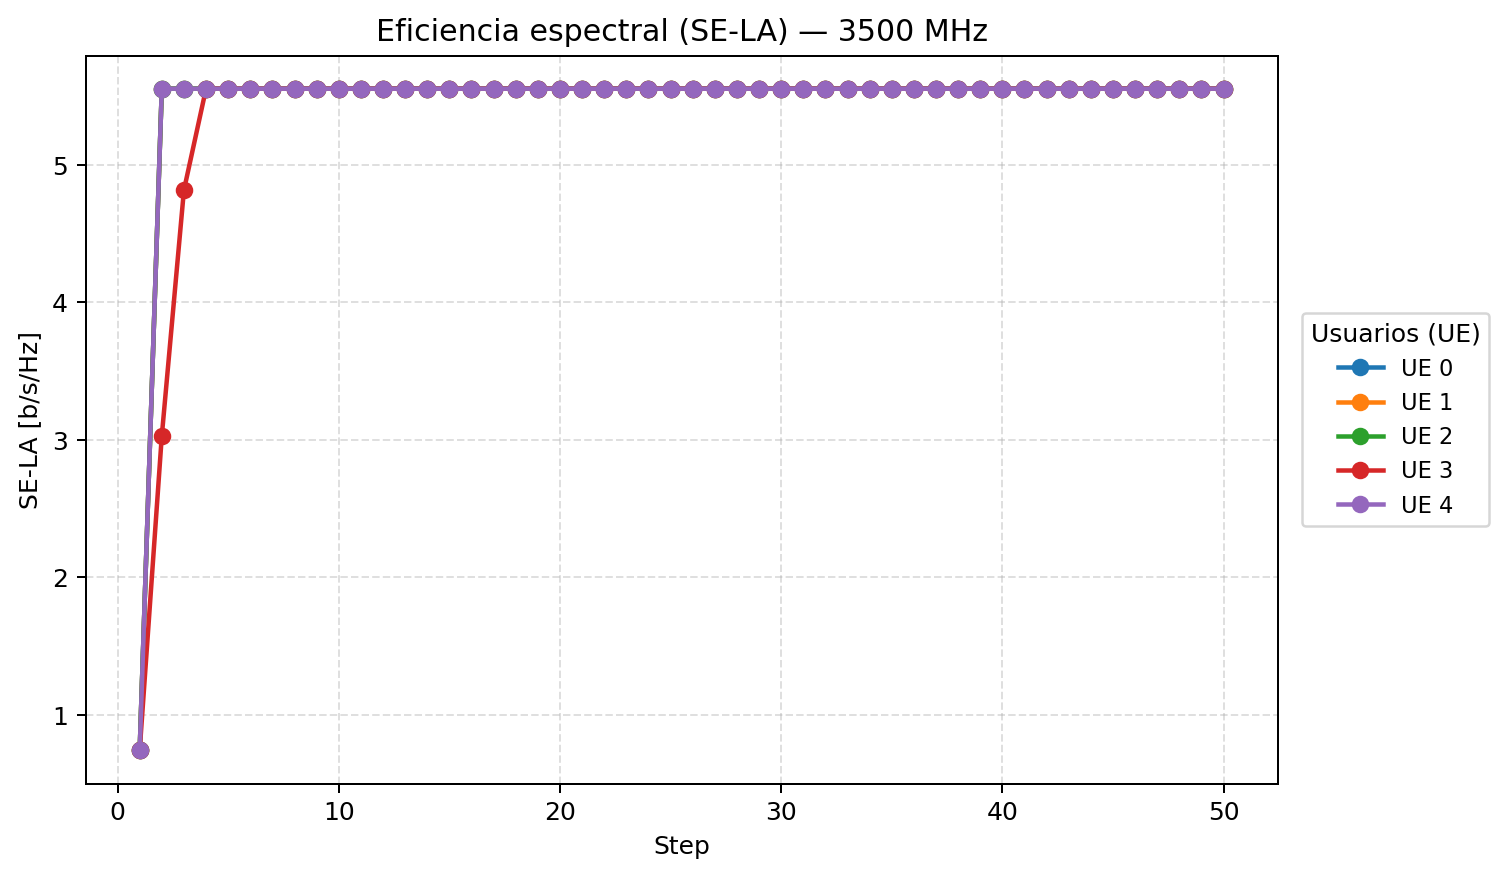 Eficiencia espectral (SE-LA) — 3500 MHz
SE-LA [b/s/Hz]
5
4
3
2
1
0 10 20 30 40 50
Step
Usuarios (UE)
UE 0
UE 1
UE 2
UE 3
UE 4